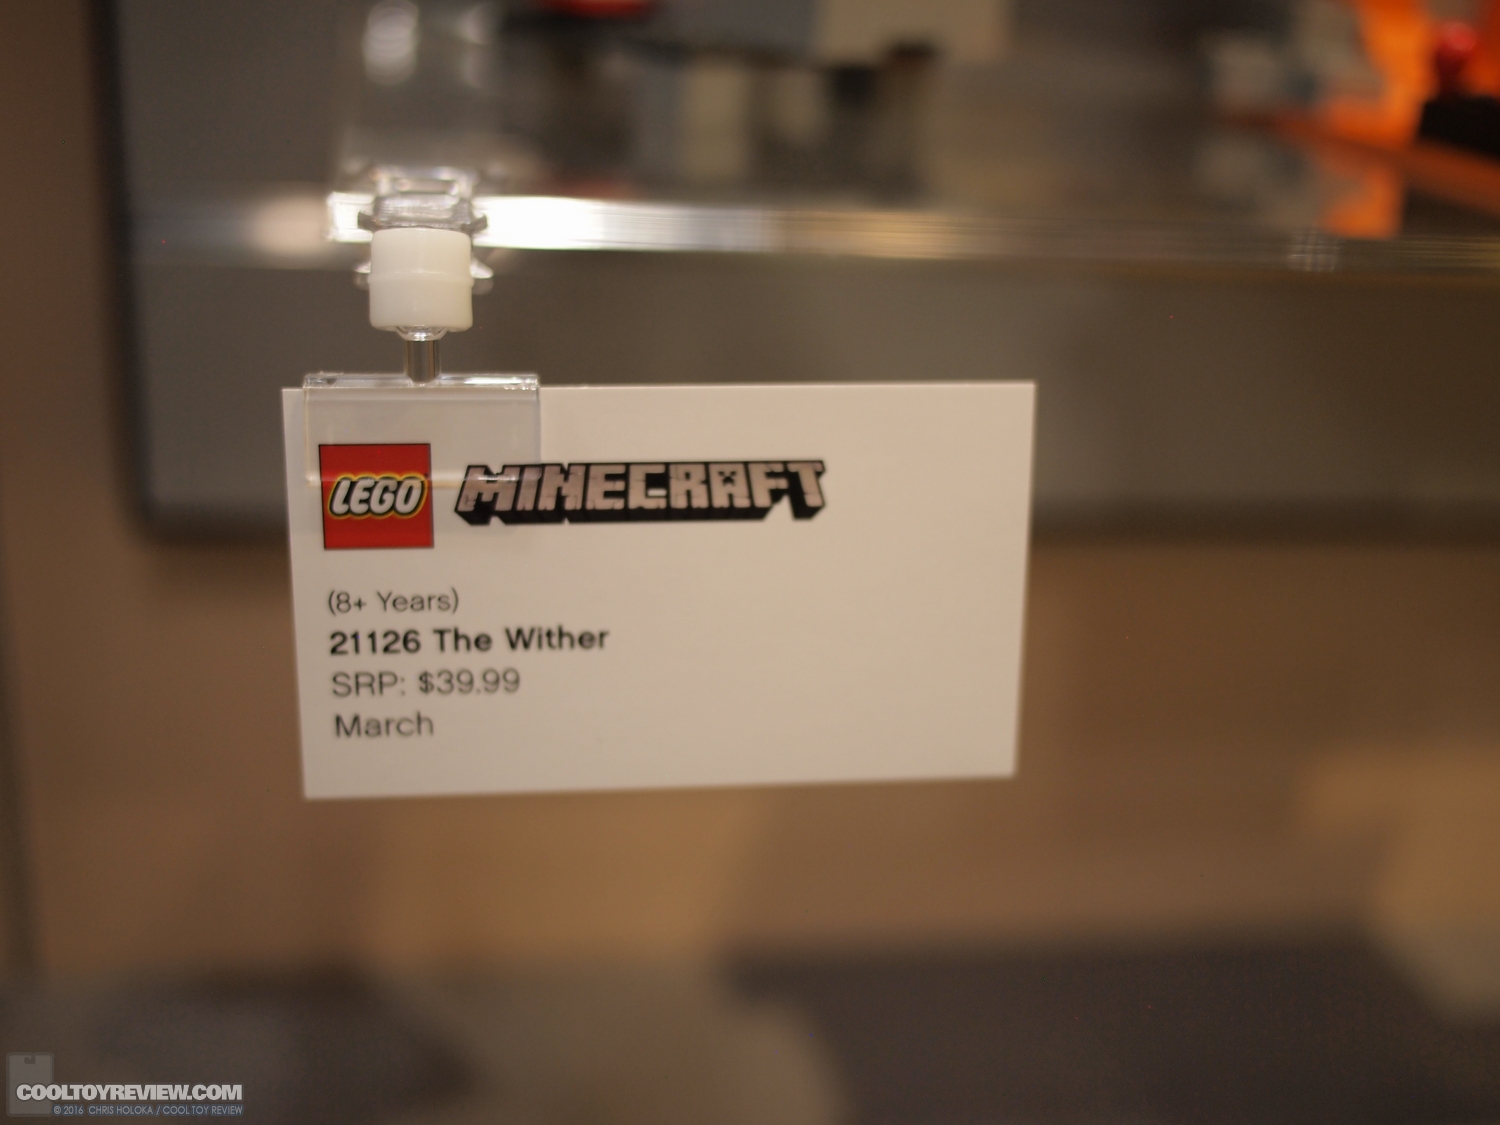 LEGO MINECRAFT
(8+ Years)
21126 The Wither
SRP: $39.99
March
COOLTOYREVIEW.COM
© 2016 CHRIS HOLOKA / COOL TOY REVIEW